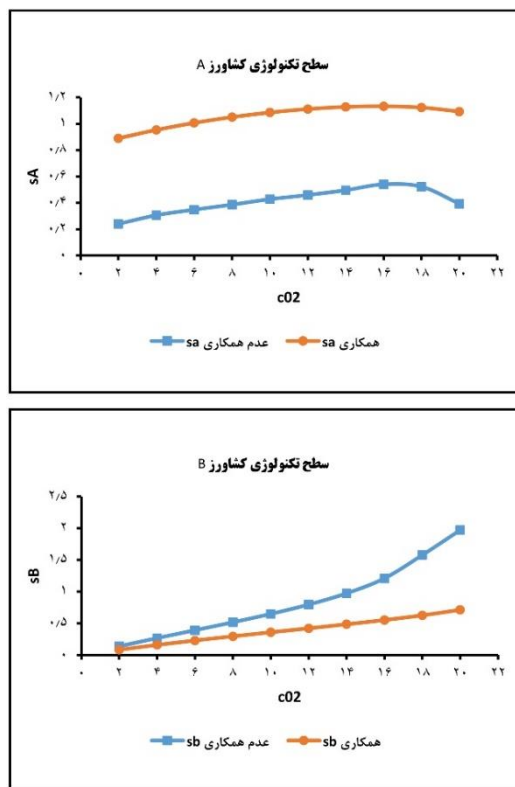 سطح تکنولوژی کشاورز A
۱/۲
۱
۰/۸
۰/۶
۰/۴
۰/۲
۰
sA
۰ ۲ ۴ ۶ ۸ ۱۰ ۱۲ ۱۴ ۱۶ ۱۸ ۲۰ ۲۲
c02
عدم همکاری sa همکاری sa
سطح تکنولوژی کشاورز B
۲/۵
۲
۱/۵
۱
۰/۵
۰
sB
۰ ۲ ۴ ۶ ۸ ۱۰ ۱۲ ۱۴ ۱۶ ۱۸ ۲۰ ۲۲
c02
عدم همکاری sb همکاری sb